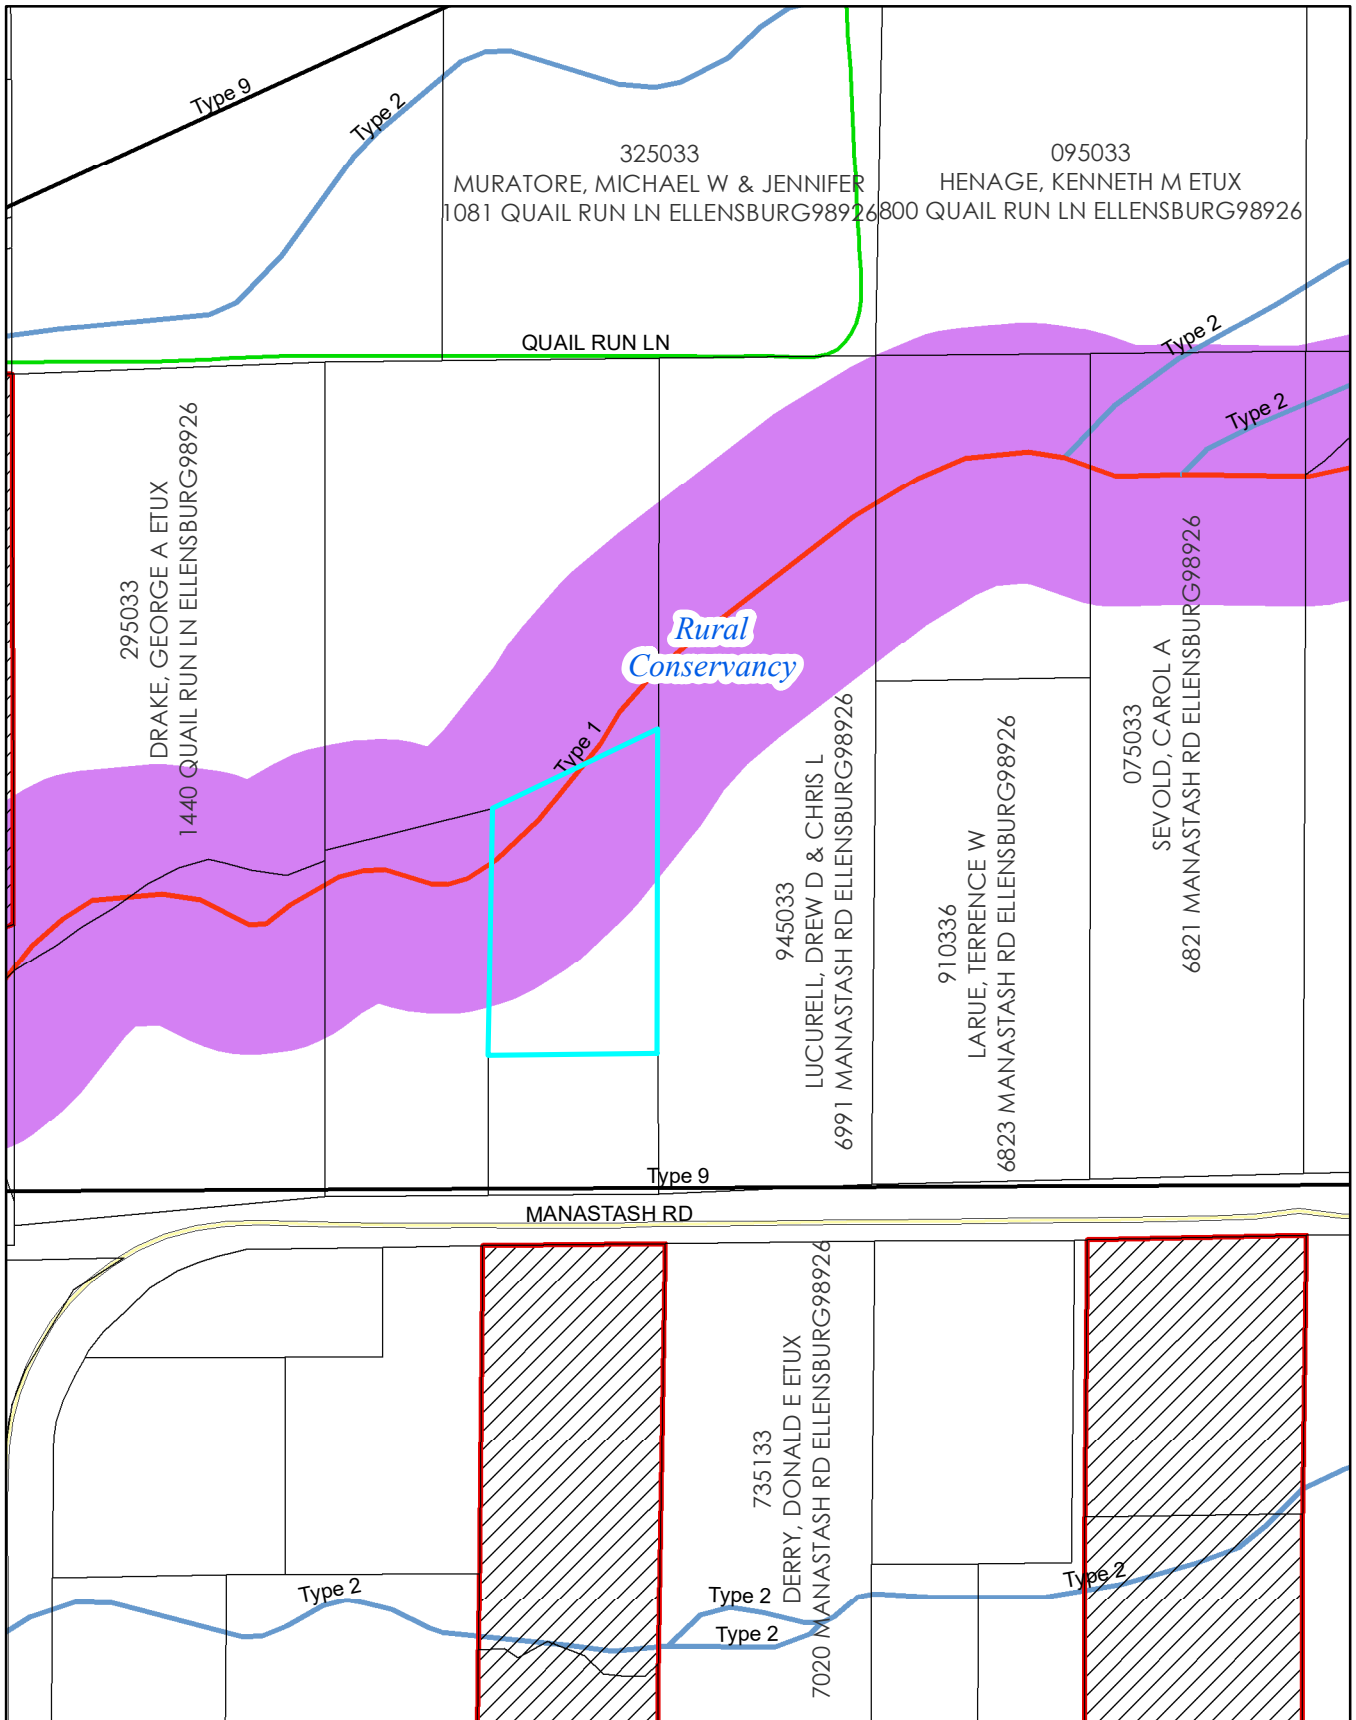 Type 9
Type 2
325033
MURATORE, MICHAEL W & JENNIFER
1081 QUAIL RUN LN ELLENSBURG98926
095033
HENAGE, KENNETH M ETUX
800 QUAIL RUN LN ELLENSBURG98926
QUAIL RUN LN
Type 2
Type 2
295033
DRAKE, GEORGE A ETUX
1440 QUAIL RUN LN ELLENSBURG98926
Rural
Conservancy
Type 1
945033
LUCURELL, DREW D & CHRIS L
6991 MANASTASH RD ELLENSBURG98926
910336
LARUE, TERRENCE W
6823 MANASTASH RD ELLENSBURG98926
075033
SEVOLD, CAROL A
6821 MANASTASH RD ELLENSBURG98926
Type 9
MANASTASH RD
735133
DERRY, DONALD E ETUX
7020 MANASTASH RD ELLENSBURG98926
Type 2
Type 2
Type 2
Type 2